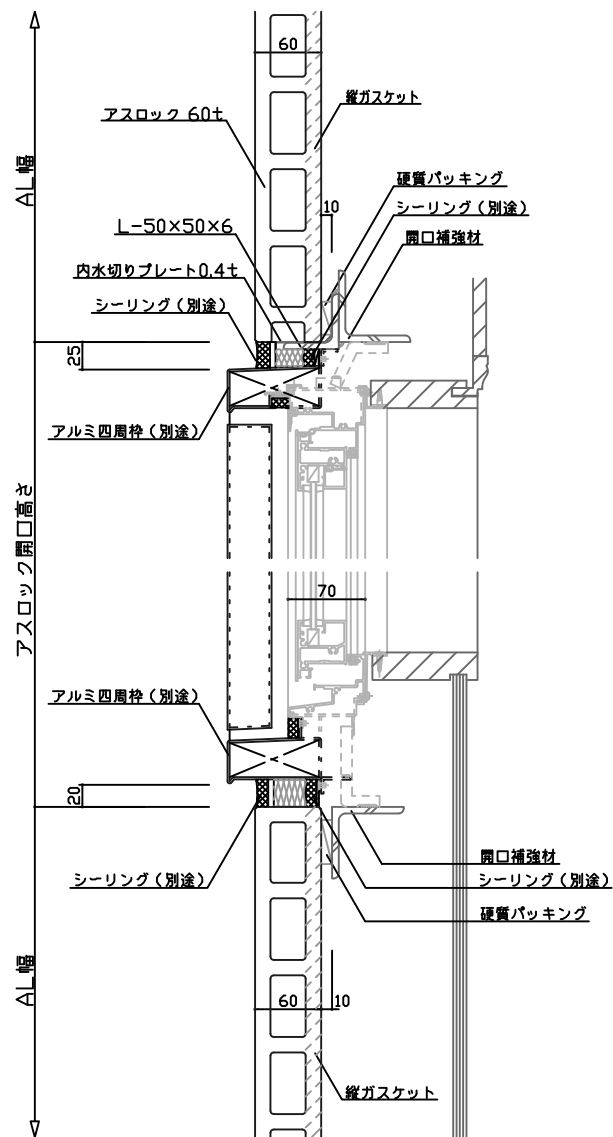 60
縦ガスケット
アスロック 60t
AL幅
硬質パッキング
10
シーリング(別途)
L-50×50×6
開口補強材
内水切りプレート0.4t
シーリング(別途)
25
アルミ四周枠(別途)
アスロック開口高さ
70
アルミ四周枠(別途)
20
開口補強材
シーリング(別途)
シーリング(別途)
硬質パッキング
AL幅
60
10
縦ガスケット